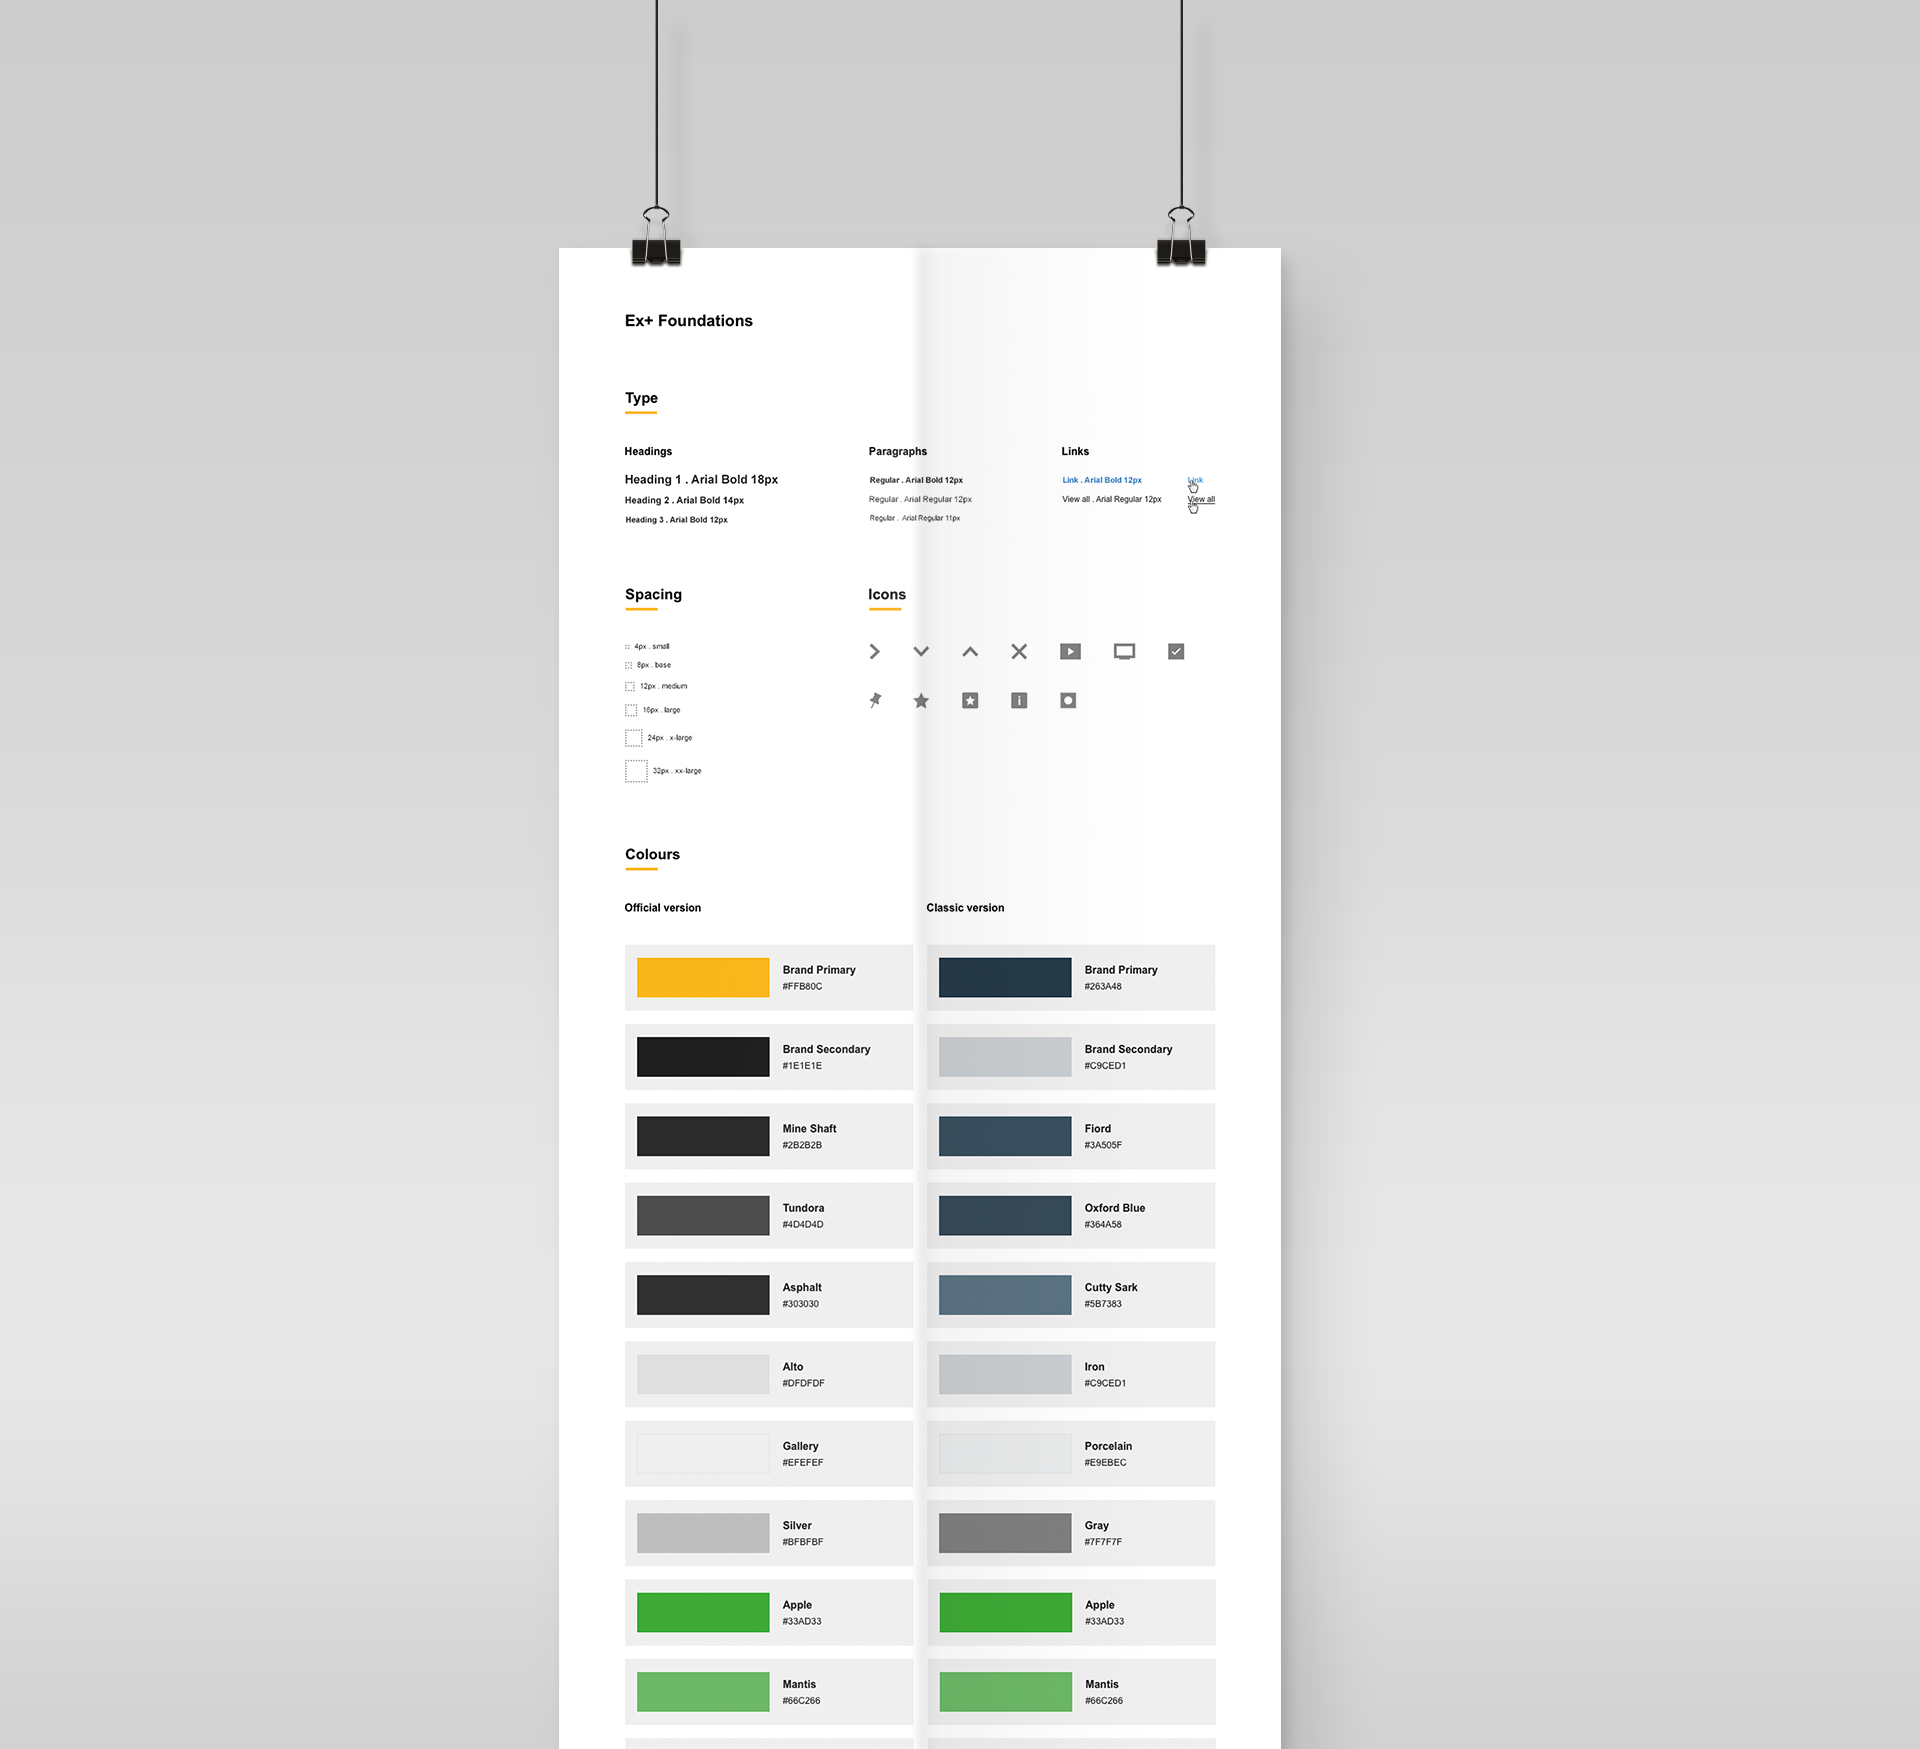 Ex+ Foundations
Type
Headings
Heading 1 . Arial Bold 18px
Heading 2 . Arial Bold 14px
Heading 3 . Arial Bold 12px
Paragraphs
Regular . Arial Bold 12px
Regular . Arial Regular 12px
Regular . Arial Regular 11px
Links
Link . Arial Bold 12px
Link
View all . Arial Regular 12px
View all
Spacing
4px . small
8px . base
12px . medium
16px . large
24px . x-large
32px . xx-large
Icons
Colours
Official version
Brand Primary
#FFB80C
Brand Secondary
#1E1E1E
Mine Shaft
#2B2B2B
Tundora
#4D4D4D
Asphalt
#303030
Alto
#DFDFDF
Gallery
#EFEFEF
Silver
#BFBFBF
Apple
#33AD33
Mantis
#66C266
Classic version
Brand Primary
#263A48
Brand Secondary
#C9CED1
Fiord
#3A505F
Oxford Blue
#364A58
Cutty Sark
#5B7383
Iron
#C9CED1
Porcelain
#E9EBEC
Gray
#7F7F7F
Apple
#33AD33
Mantis
#66C266